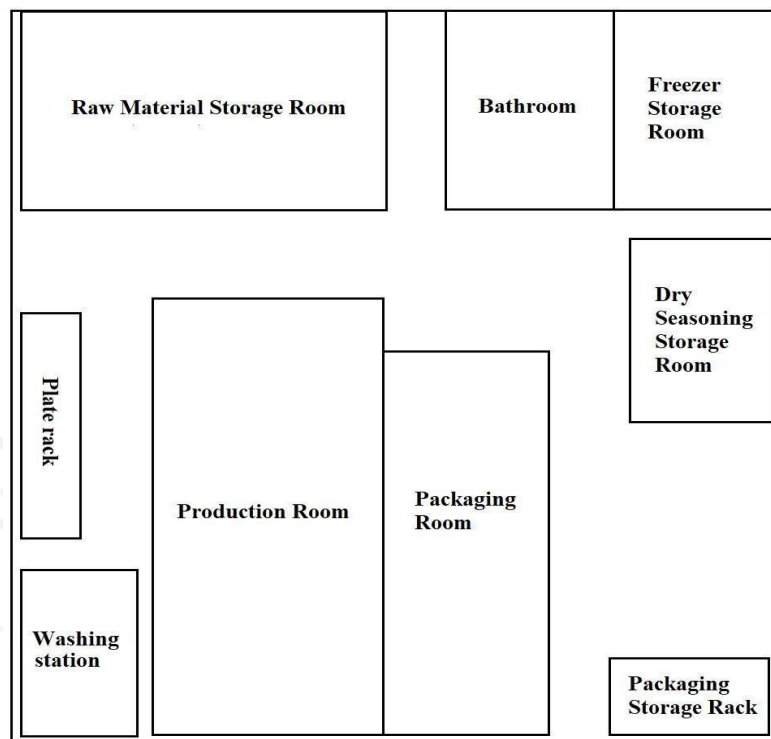 Raw Material Storage Room
Bathroom
Freezer
Storage
Room
Dry
Seasoning
Storage
Room
Plate rack
Production Room
Packaging
Room
Washing
station
Packaging
Storage Rack